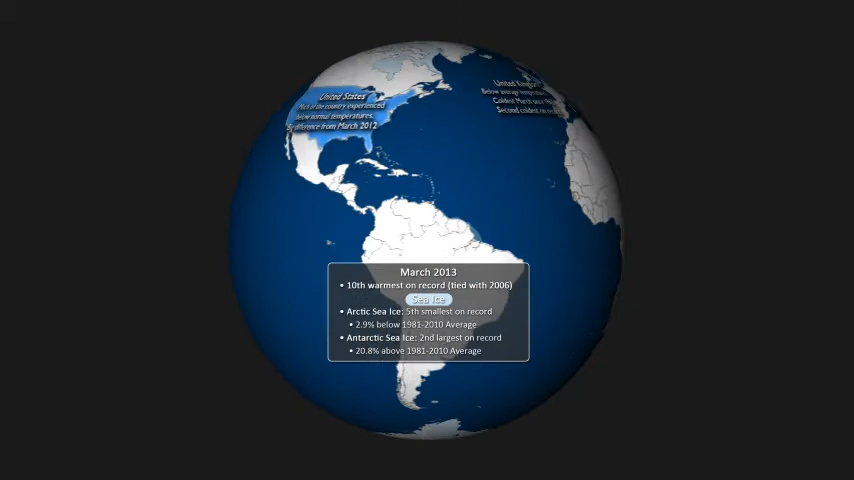 United States
Much of the country experienced
below normal temperatures.
difference from March 2012
United Kingdom
Below average
Coldest March since
Second coldest on
March 2013
• 10th warmest on record (tied with 2006)
Sea Ice
• Arctic Sea Ice: 5th smallest on record
• 2.9% below 1981-2010 Average
• Antarctic Sea Ice: 2nd largest on record
• 20.8% above 1981-2010 Average